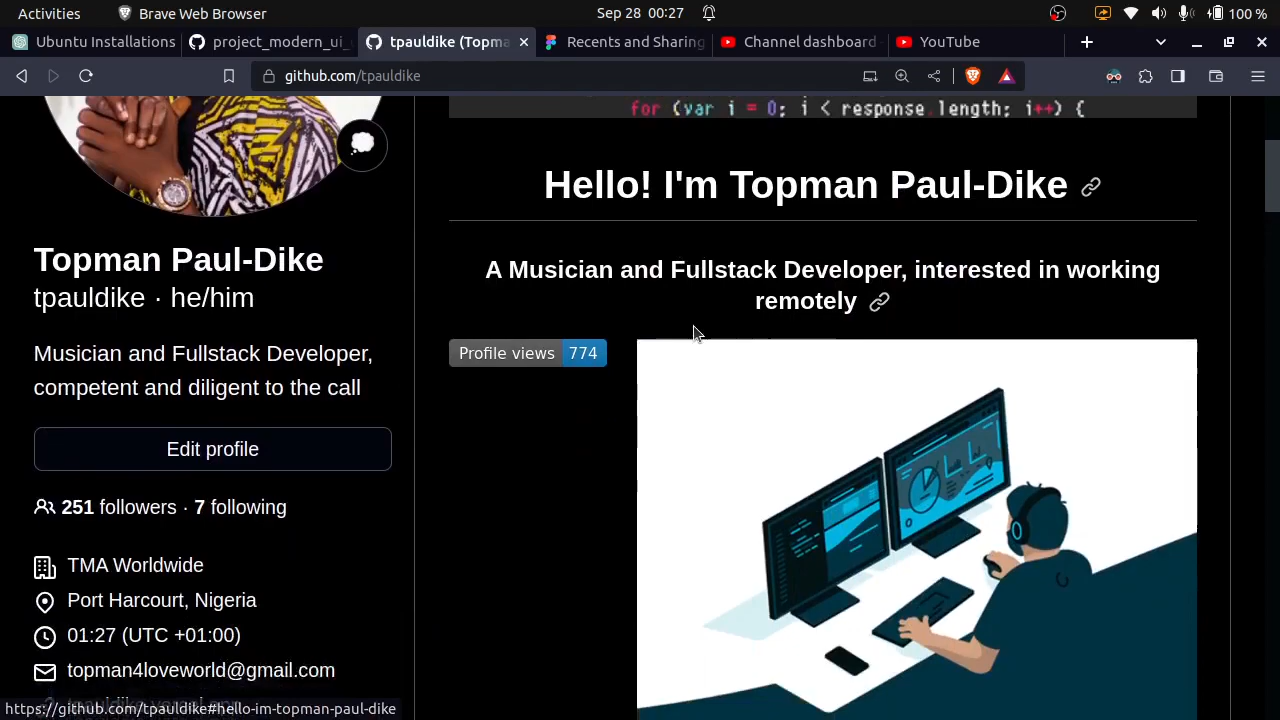 Activities
Brave Web Browser
Sep 28 00:27
100 %
Ubuntu Installations
project_modern_ui_
tpauldike (Topma
Recents and Sharing
Channel dashboard
YouTube
github.com/tpauldike
for (var i = 0; i < response.length; i++) {
Hello! I'm Topman Paul-Dike
A Musician and Fullstack Developer, interested in working
remotely
Profile views 774
Topman Paul-Dike
tpauldike · he/him
Musician and Fullstack Developer,
competent and diligent to the call
Edit profile
251 followers · 7 following
TMA Worldwide
Port Harcourt, Nigeria
01:27 (UTC +01:00)
topman4loveworld@gmail.com
https://github.com/tpauldike#hello-im-topman-paul-dike